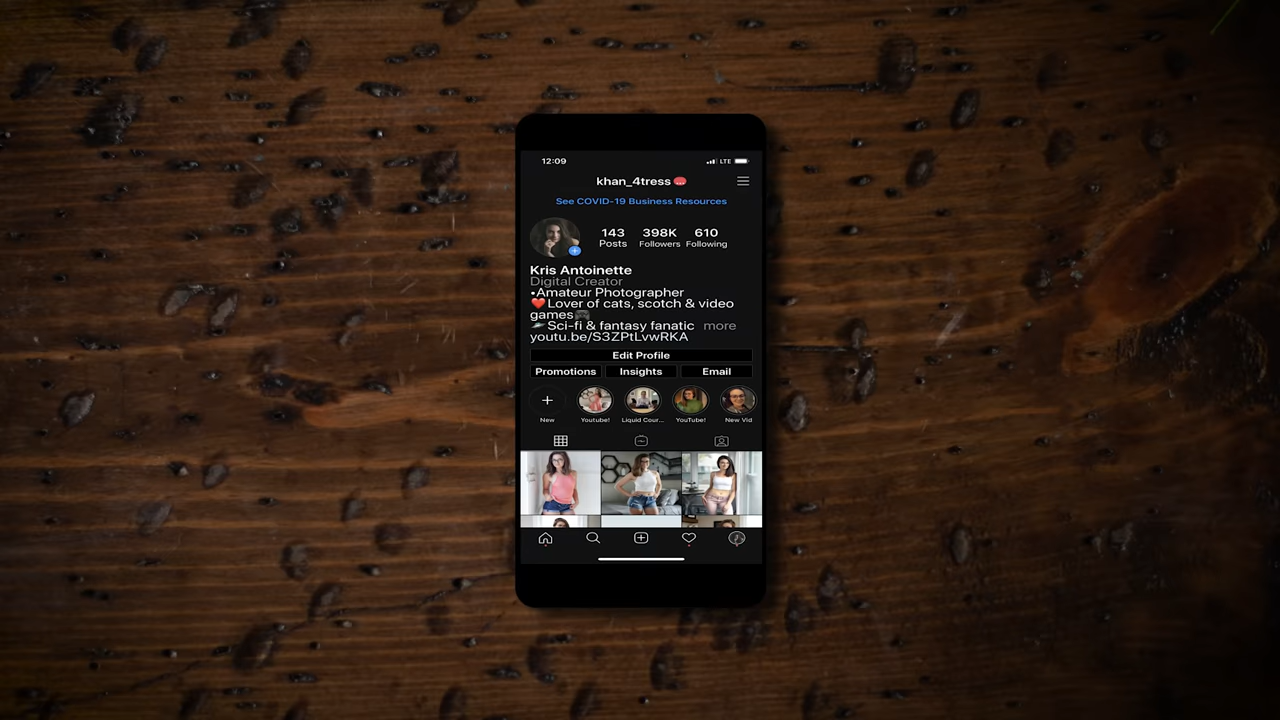 12:09 LTE
khan_4tress
See COVID-19 Business Resources
143 398K 610
Posts Followers Following
Kris Antoinette
Digital Creator
•Amateur Photographer
❤️Lover of cats, scotch & video
games🎮
🪐Sci-fi & fantasy fanatic more
youtu.be/S3ZPtLvwRKA
Edit Profile
Promotions Insights Email
New Youtube! Liquid Cour... YouTube! New Vid